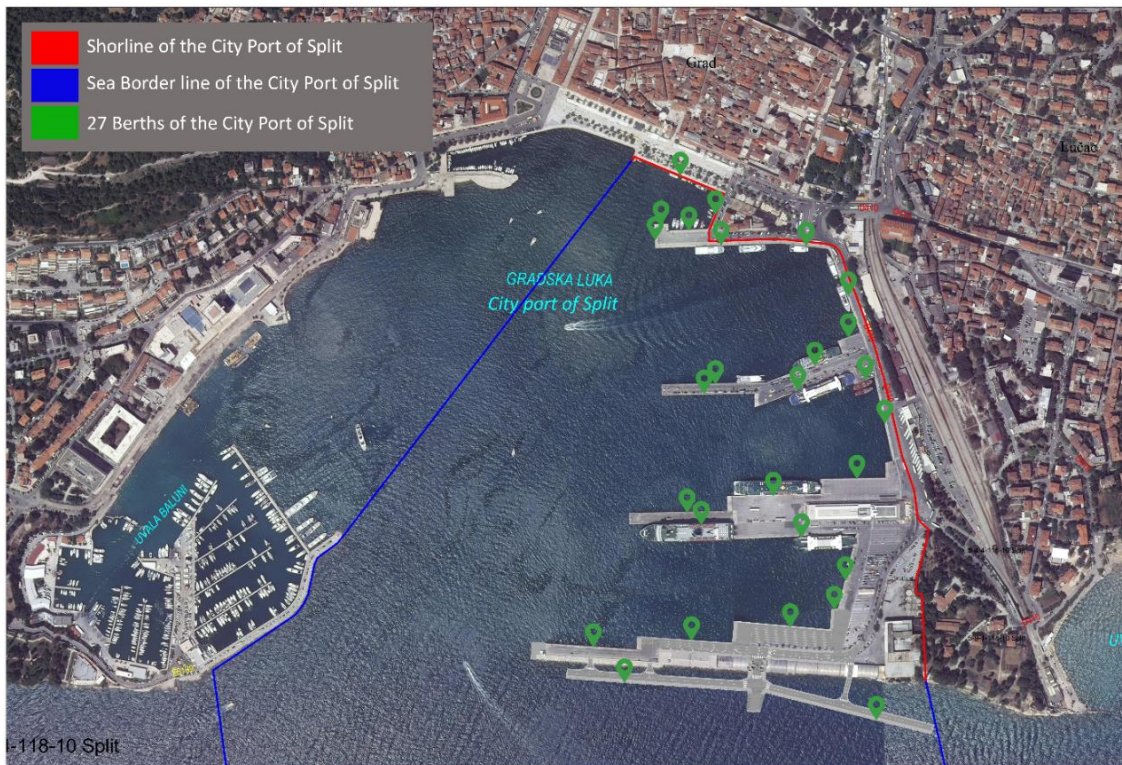 Shorline of the City Port of Split
Sea Border line of the City Port of Split
27 Berths of the City Port of Split
Grad
Lučac
GRADSKA LUKA
City port of Split
UVALA BALUNI
I-118-10 Split